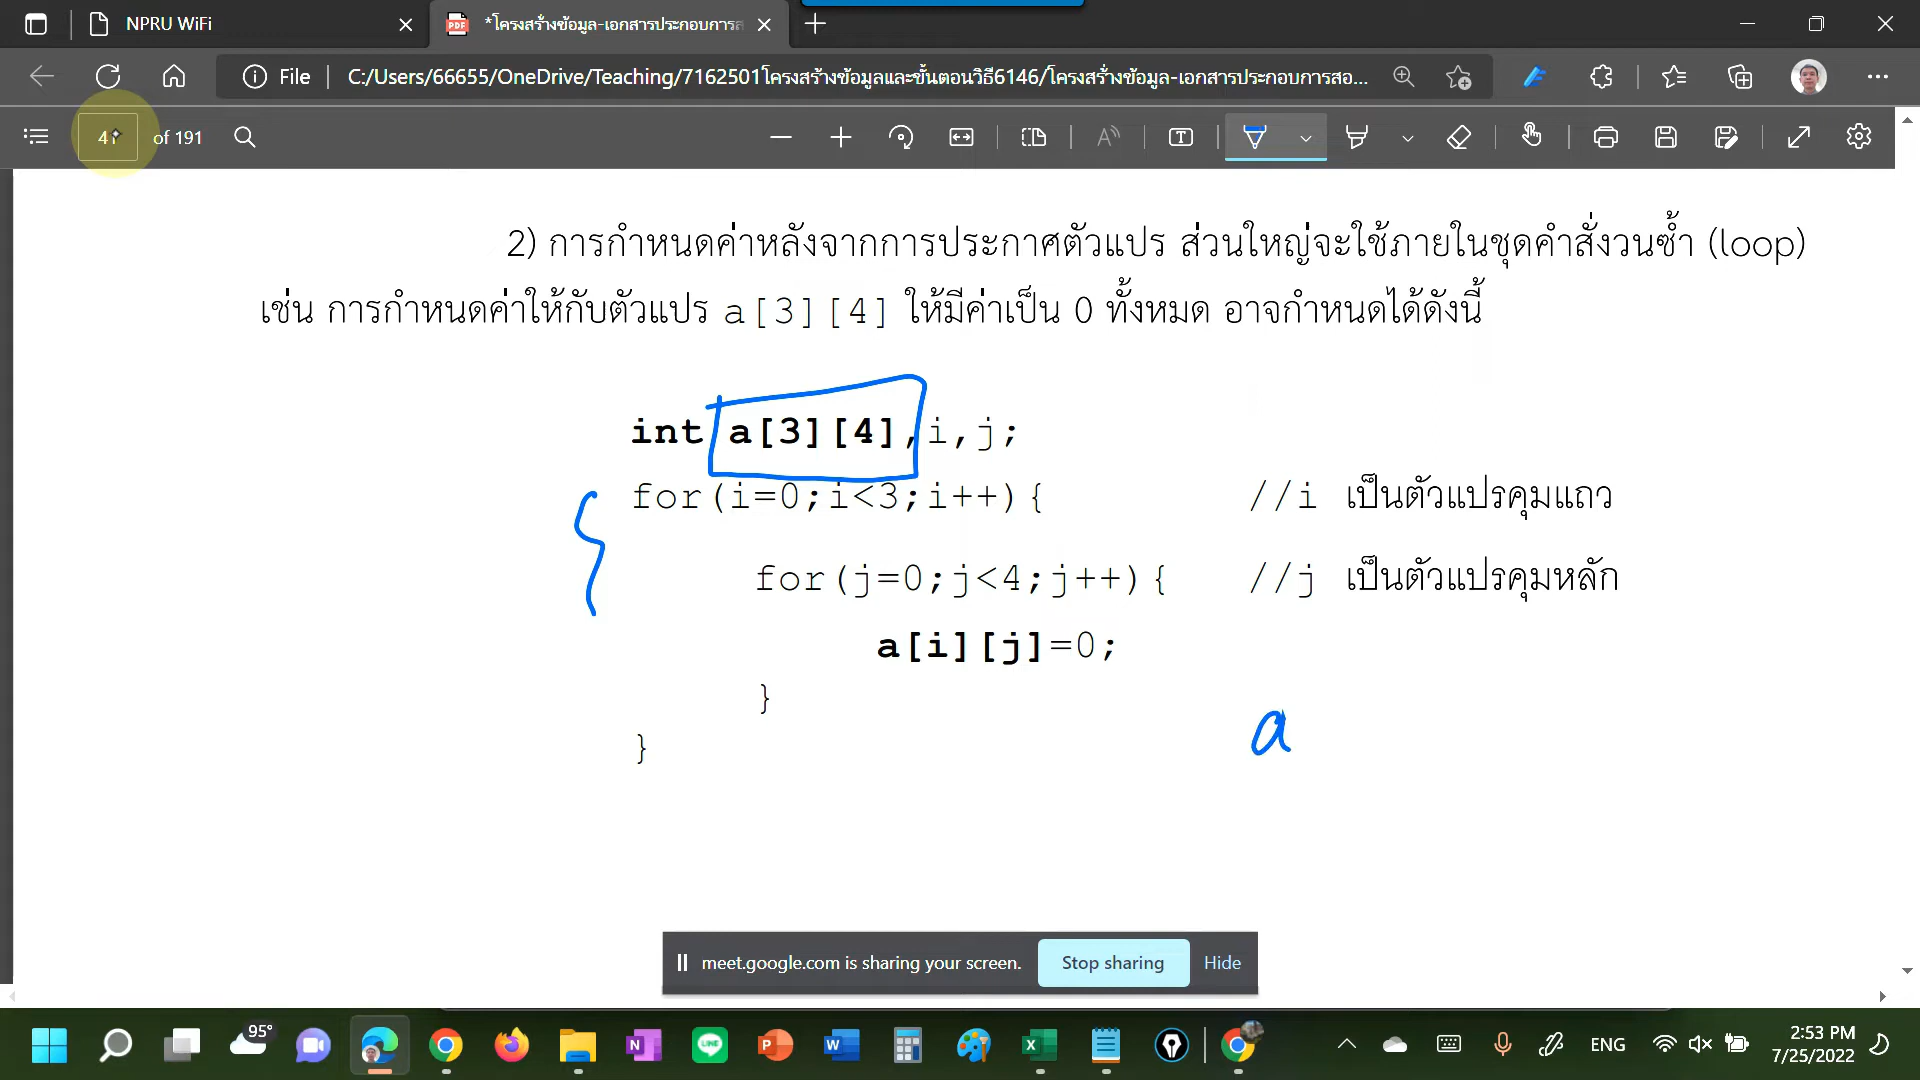 NPRU WiFi
*โครงสร้างข้อมูล-เอกสารประกอบการส
File
C:/Users/66655/OneDrive/Teaching/7162501โครงสร้างข้อมูลและขั้นตอนวิธี6146/โครงสร้างข้อมูล-เอกสารประกอบการสอ...
41 of 191
2) การกำหนดค่าหลังจากการประกาศตัวแปร ส่วนใหญ่จะใช้ภายในชุดคำสั่งวนซ้ำ (loop)
เช่น การกำหนดค่าให้กับตัวแปร a[3][4] ให้มีค่าเป็น 0 ทั้งหมด อาจกำหนดได้ดังนี้
int a[3][4],i,j;
for(i=0;i<3;i++){ //i เป็นตัวแปรคุมแถว
for(j=0;j<4;j++){ //j เป็นตัวแปรคุมหลัก
a[i][j]=0;
}
}
a
meet.google.com is sharing your screen. Stop sharing Hide
95°
ENG
2:53 PM
7/25/2022